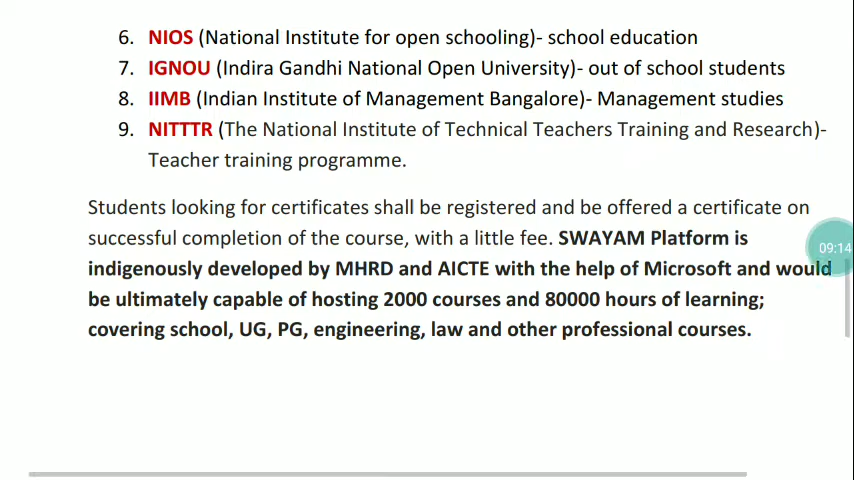 6. NIOS (National Institute for open schooling)- school education
7. IGNOU (Indira Gandhi National Open University)- out of school students
8. IIMB (Indian Institute of Management Bangalore)- Management studies
9. NITTTR (The National Institute of Technical Teachers Training and Research)-
Teacher training programme.
Students looking for certificates shall be registered and be offered a certificate on
successful completion of the course, with a little fee. SWAYAM Platform is
09:14
indigenously developed by MHRD and AICTE with the help of Microsoft and would
be ultimately capable of hosting 2000 courses and 80000 hours of learning;
covering school, UG, PG, engineering, law and other professional courses.